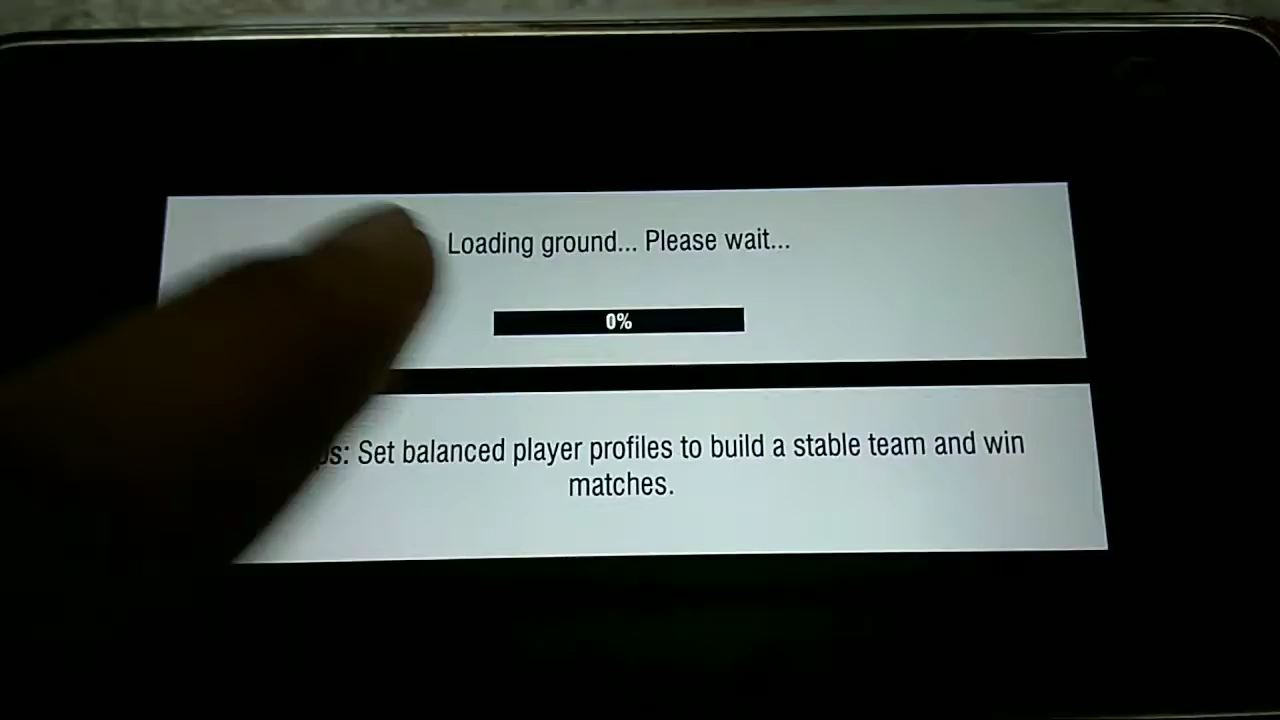 Loading ground... Please wait...
0%
Set balanced player profiles to build a stable team and win
matches.